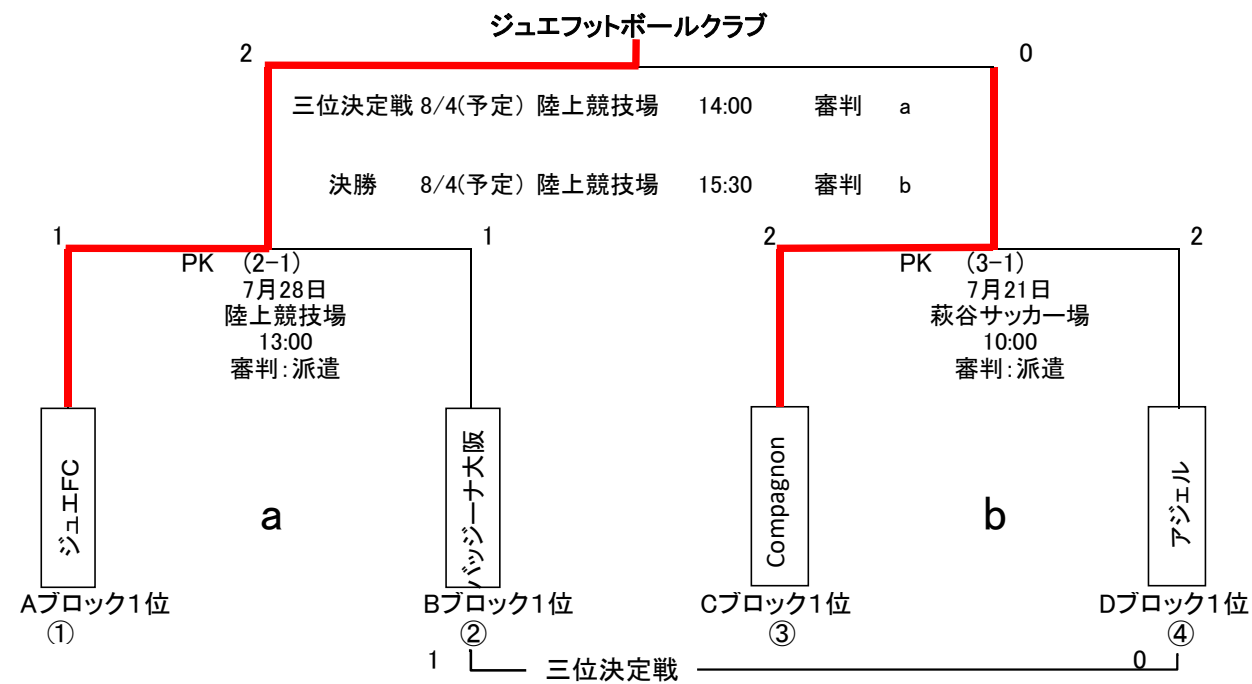 ジュエフットボールクラブ
2
0
三位決定戦 8/4(予定) 陸上競技場 14:00 審判 a
決勝 8/4(予定) 陸上競技場 15:30 審判 b
1
1
2
2
PK (2-1)
7月28日
陸上競技場
13:00
審判:派遣
PK (3-1)
7月21日
萩谷サッカー場
10:00
審判:派遣
ジュエFC
a
バッジーナ大阪
Compagnon
b
アジェル
Aブロック1位
Bブロック1位
Cブロック1位
Dブロック1位
①
②
③
④
1 三位決定戦 0